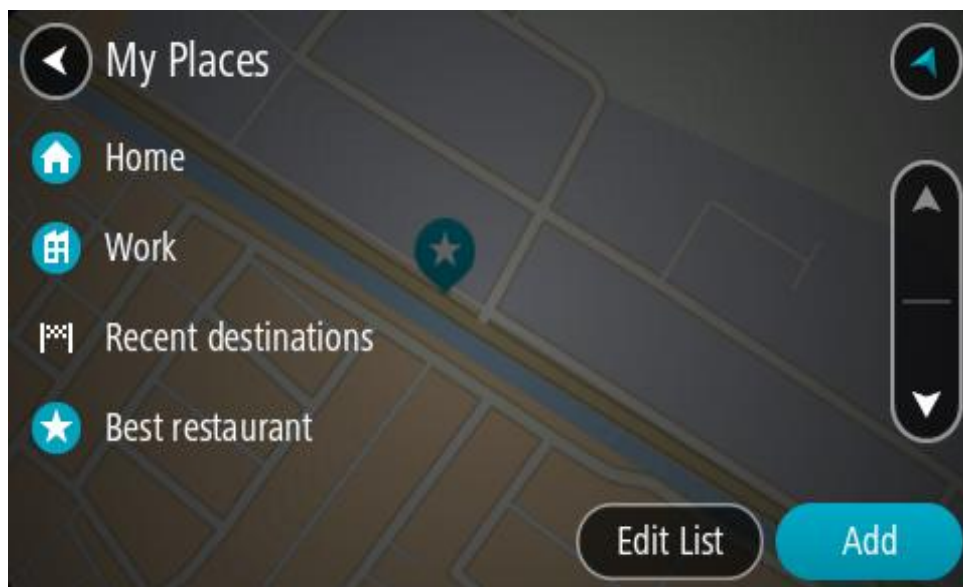 My Places
Home
Work
Recent destinations
Best restaurant
Edit List
Add